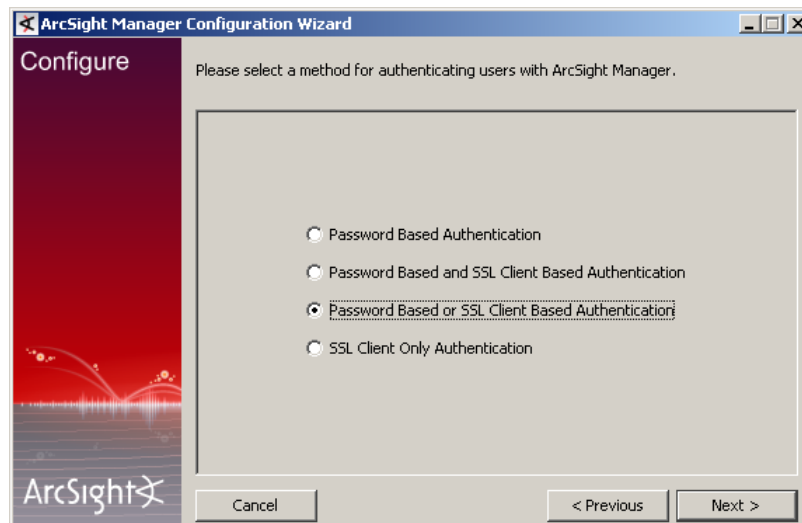 ArcSight Manager Configuration Wizard
Configure
Please select a method for authenticating users with ArcSight Manager.
Password Based Authentication
Password Based and SSL Client Based Authentication
Password Based or SSL Client Based Authentication
SSL Client Only Authentication
ArcSight
Cancel
< Previous
Next >